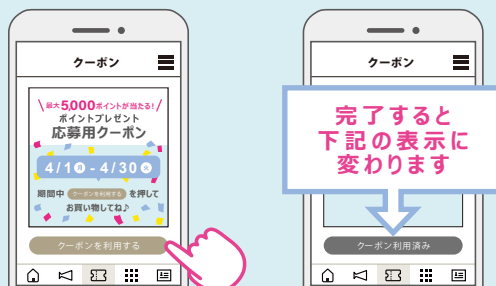 クーポン
最大5,000ポイントが当たる!
ポイントプレゼント
応募用クーポン
4/1月-4/30火
期間中 クーポンを利用する を押して
お買い物してね♪
クーポンを利用する
クーポン
完了すると
下記の表示に
変わります
クーポン利用済み